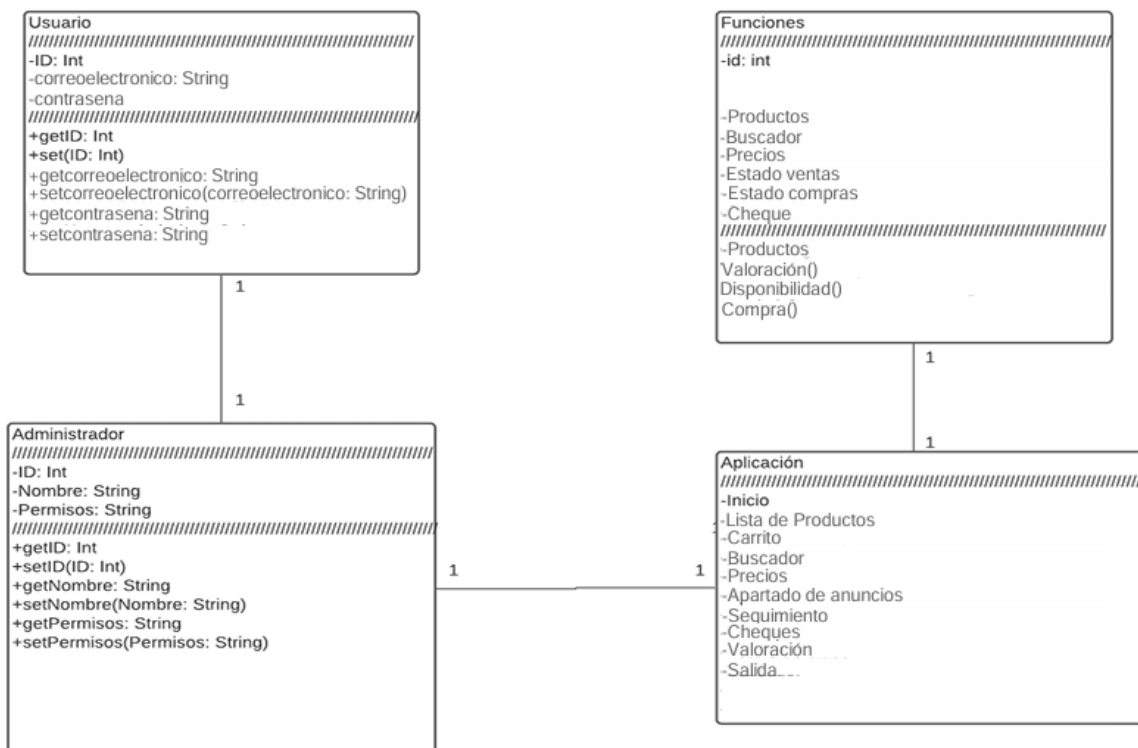 Usuario
////////////////////////////////////////////////////////////////////////////////
-ID: Int
-correoelectronico: String
-contrasena
////////////////////////////////////////////////////////////////////////////////
+getID: Int
+set(ID: Int)
+getcorreoelectronico: String
+setcorreoelectronico(correoelectronico: String)
+getcontrasena: String
+setcontrasena: String
1
1
Funciones
////////////////////////////////////////////////////////////////////////////////
-id: int
-Productos
-Buscador
-Precios
-Estado ventas
-Estado compras
-Cheque
////////////////////////////////////////////////////////////////////////////////
-Productos
Valoración()
Disponibilidad()
Compra()
1
1
Administrador
////////////////////////////////////////////////////////////////////////////////
-ID: Int
-Nombre: String
-Permisos: String
////////////////////////////////////////////////////////////////////////////////
+getID: Int
+setID(ID: Int)
+getNombre: String
+setNombre(Nombre: String)
+getPermisos: String
+setPermisos(Permisos: String)
1
1
Aplicación
////////////////////////////////////////////////////////////////////////////////
-Inicio
-Lista de Productos
-Carrito
-Buscador
-Precios
-Apartado de anuncios
-Seguimiento
-Cheques
-Valoración
-Salida